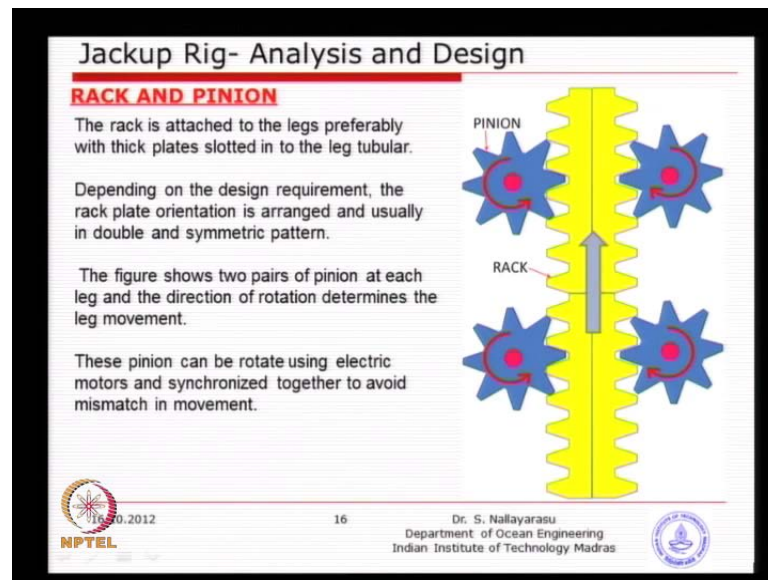 Jackup Rig- Analysis and Design
RACK AND PINION
The rack is attached to the legs preferably
with thick plates slotted in to the leg tubular.
Depending on the design requirement, the
rack plate orientation is arranged and usually
in double and symmetric pattern.
The figure shows two pairs of pinion at each
leg and the direction of rotation determines the
leg movement.
These pinion can be rotate using electric
motors and synchronized together to avoid
mismatch in movement.
PINION
RACK
NPTEL
16
Dr. S. Nallayarasu
Department of Ocean Engineering
Indian Institute of Technology Madras